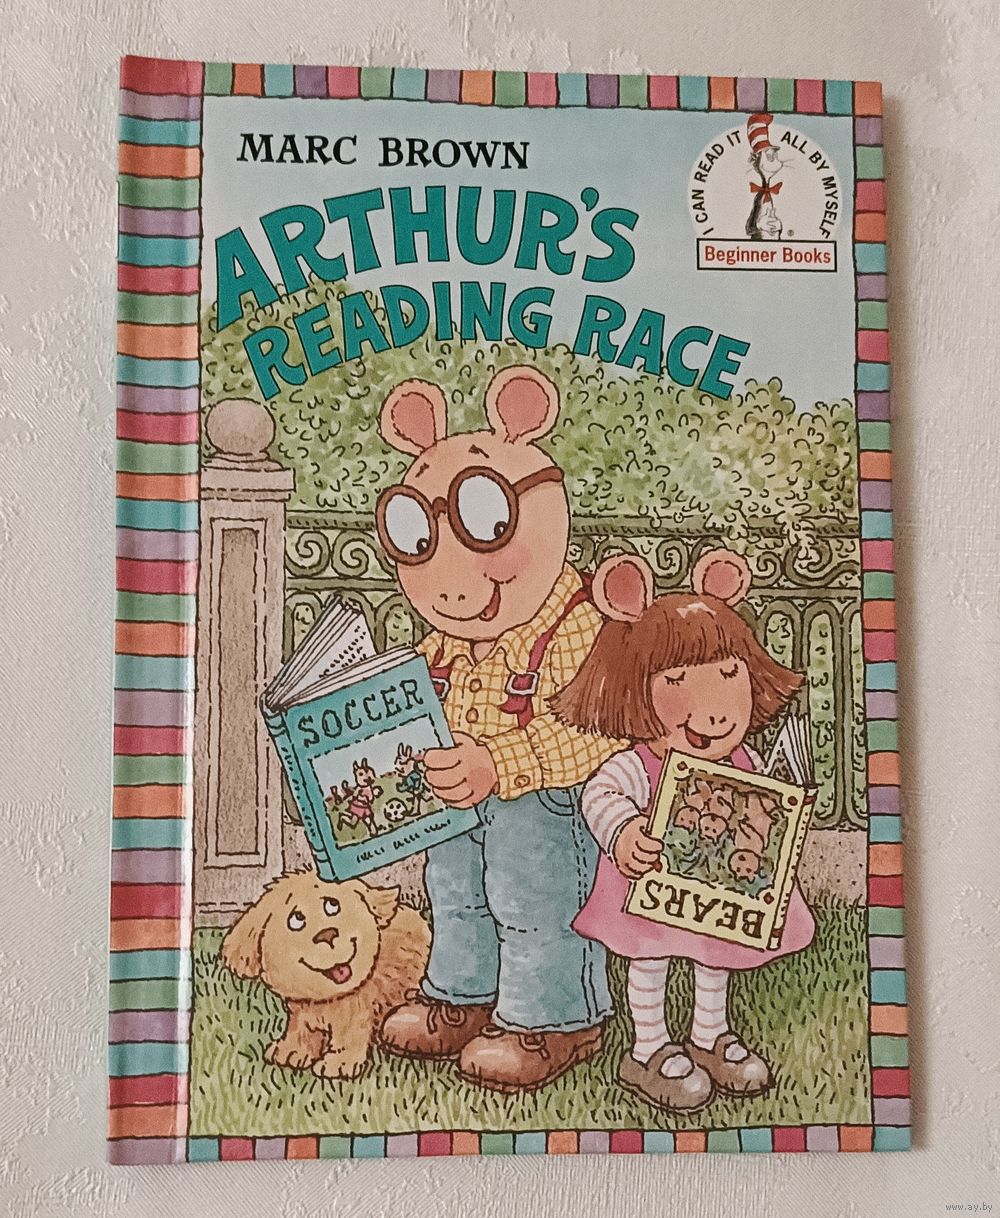 MARC BROWN
ARTHUR'S
READING RACE
I CAN READ IT ALL BY MYSELF
®
Beginner Books
SOCCER
BEARS
www.ay.by